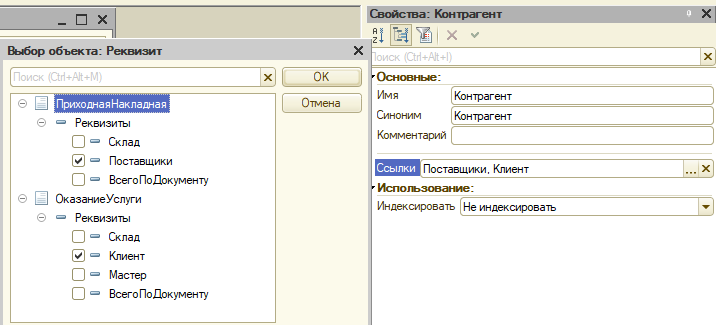 Свойства: Контрагент
Поиск (Ctrl+Alt+I)
Основные:
Имя Контрагент
Синоним Контрагент
Комментарий
Ссылки Поставщики, Клиент ...
Использование:
Индексировать Не индексировать
Выбор объекта: Реквизит
Поиск (Ctrl+Alt+M)
OK
Отмена
ПриходнаяНакладная
Реквизиты
Склад
Поставщики
ВсегоПоДокументу
ОказаниеУслуги
Реквизиты
Склад
Клиент
Мастер
ВсегоПоДокументу